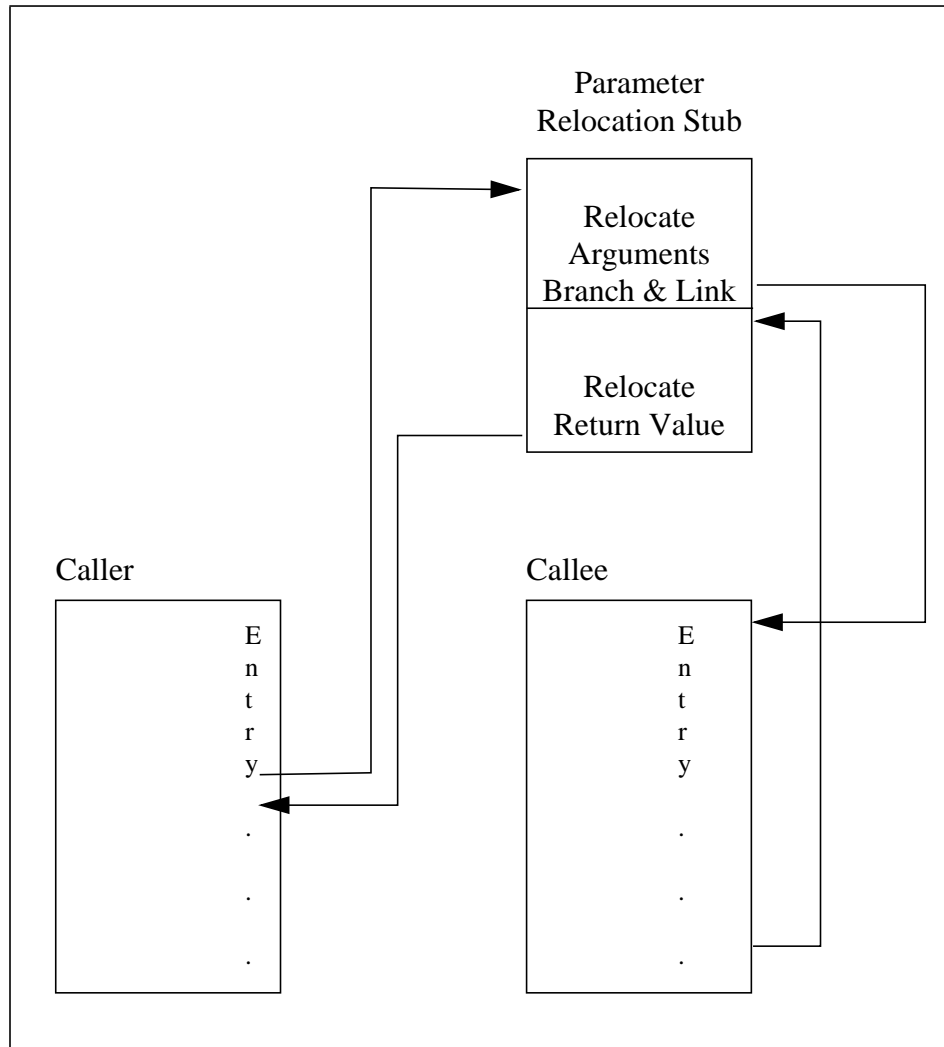 Parameter
Relocation Stub
Relocate
Arguments
Branch & Link
Relocate
Return Value
Caller
E
n
t
r
y
.
.
.
Callee
E
n
t
r
y
.
.
.